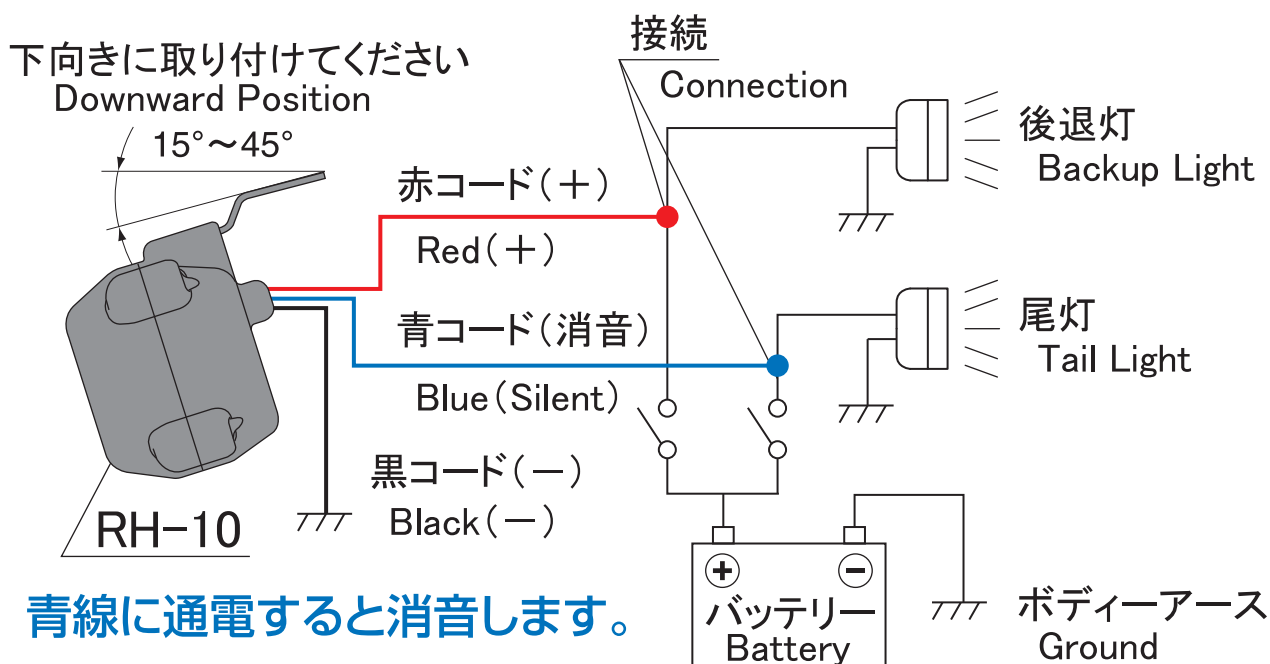 下向きに取り付けてください
Downward Position
15°～45°
接続
Connection
後退灯
Backup Light
赤コード(＋)
Red(＋)
青コード(消音)
Blue(Silent)
尾灯
Tail Light
黒コード(－)
Black(－)
RH-10
＋
－
バッテリー
Battery
ボディーアース
Ground
青線に通電すると消音します。